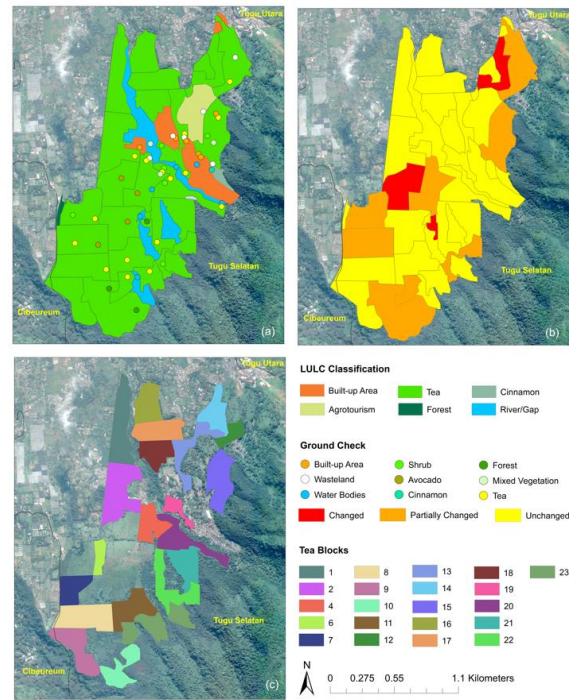 Tugu Utara
Tugu Selatan
Cibeureum
(a)
Tugu Utara
Tugu Selatan
Cibeureum
(b)
Tugu Utara
Tugu Selatan
Cibeureum
(c)
LULC Classification
Built-up Area
Tea
Cinnamon
Agrotourism
Forest
River/Gap
Ground Check
Built-up Area
Shrub
Forest
Wasteland
Avocado
Mixed Vegetation
Water Bodies
Cinnamon
Tea
Changed
Partially Changed
Unchanged
Tea Blocks
1 8 13 18 23
2 9 14 19
4 10 15 20
6 11 16 21
7 12 17 22
N
0 0.275 0.55 1.1 Kilometers